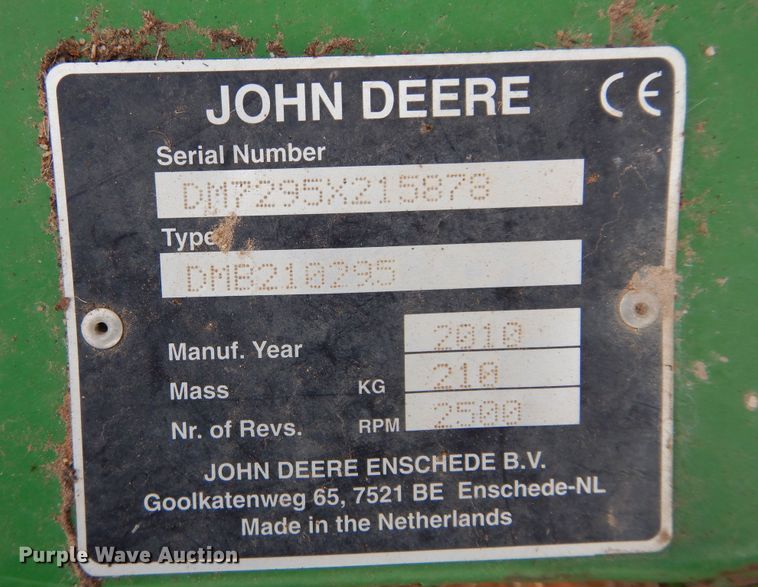 JOHN DEERE CE
Serial Number
DM7295X215878
Type
DMB210295
Manuf. Year 2010
Mass KG 210
Nr. of Revs. RPM 2500
JOHN DEERE ENSCHEDE B.V.
Goolkatenweg 65, 7521 BE Enschede-NL
Made in the Netherlands
Purple Wave Auction